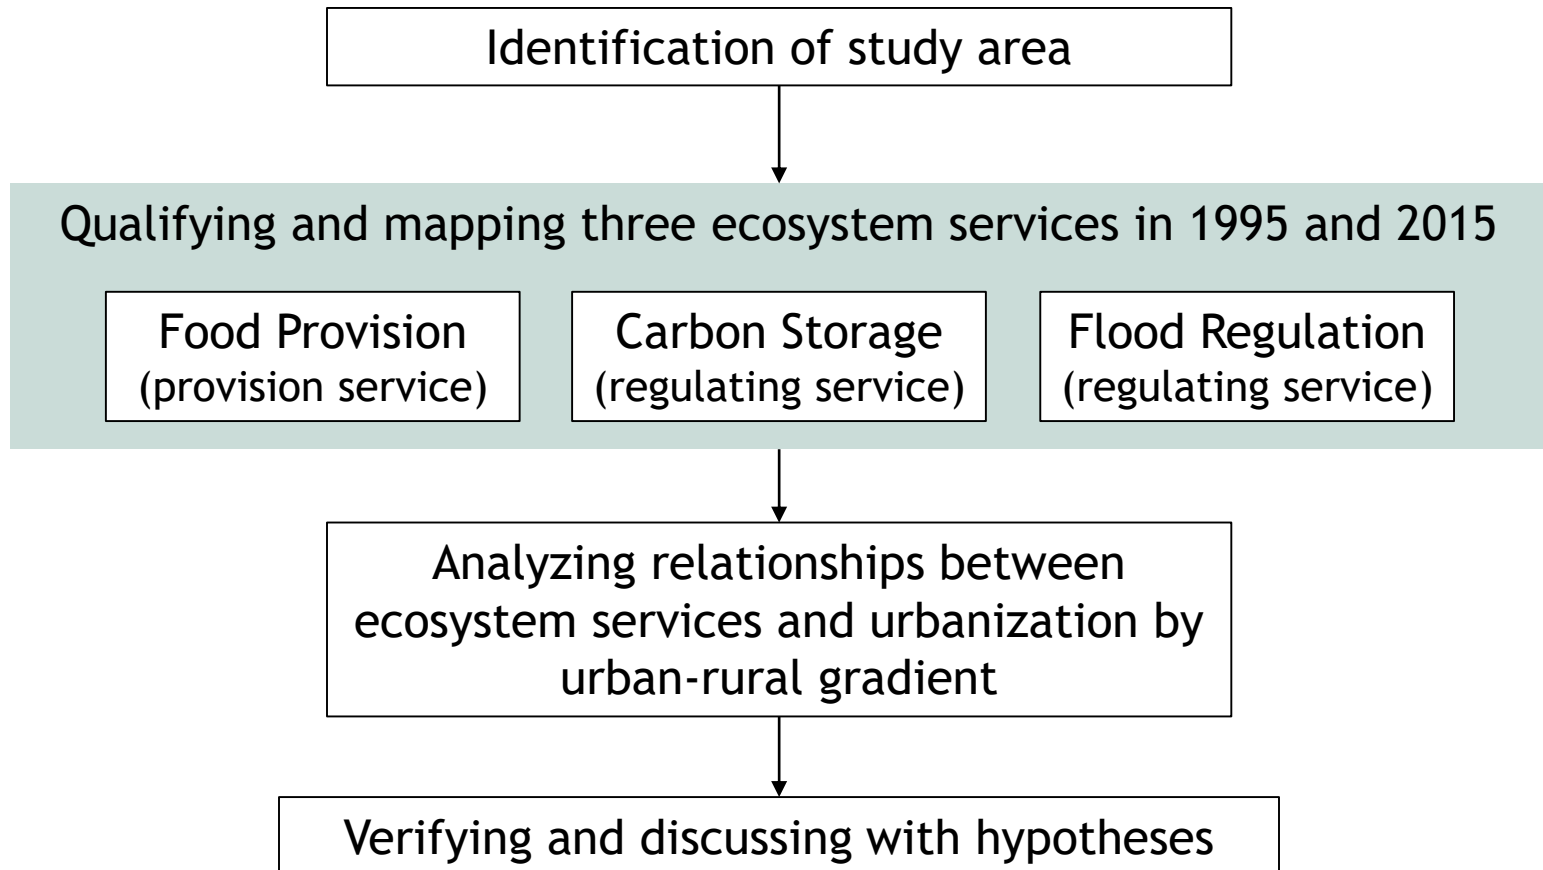 Identification of study area
Qualifying and mapping three ecosystem services in 1995 and 2015
Food Provision
(provision service)
Carbon Storage
(regulating service)
Flood Regulation
(regulating service)
Analyzing relationships between
ecosystem services and urbanization by
urban-rural gradient
Verifying and discussing with hypotheses